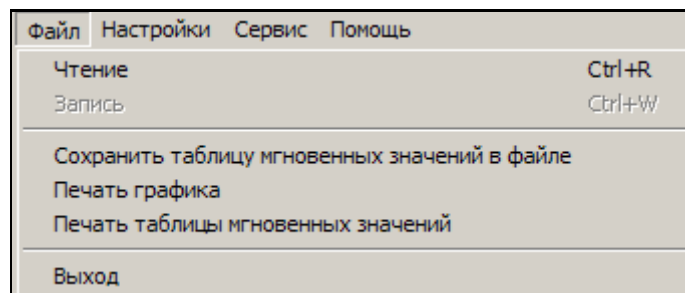 Файл Настройки Сервис Помощь
Чтение Ctrl+R
Запись Ctrl+W
Сохранить таблицу мгновенных значений в файле
Печать графика
Печать таблицы мгновенных значений
Выход